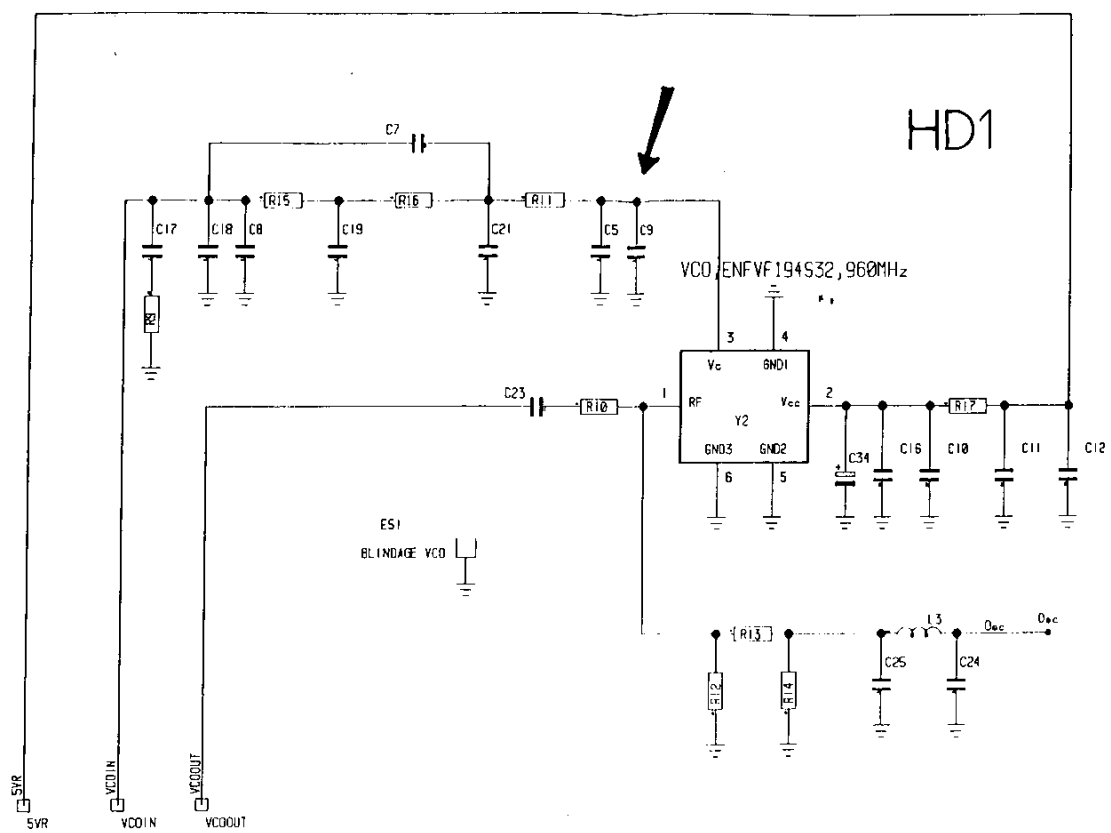 HD1
C7
R15
R16
R11
C17
C18
C8
C19
C21
C5
C9
R9
VCO,ENFVF194S32,960MHz
3
4
Vc
GND1
C23
R10
1
RF
Vcc
2
Y2
R17
GND3
GND2
6
5
C34
C16
C10
C11
C12
ES1
BLINDAGE VCO
R13
L3
Osc
Osc
C25
C24
R12
R14
5VR
VCOIN
VCOOUT
5VR
VCOIN
VCOOUT